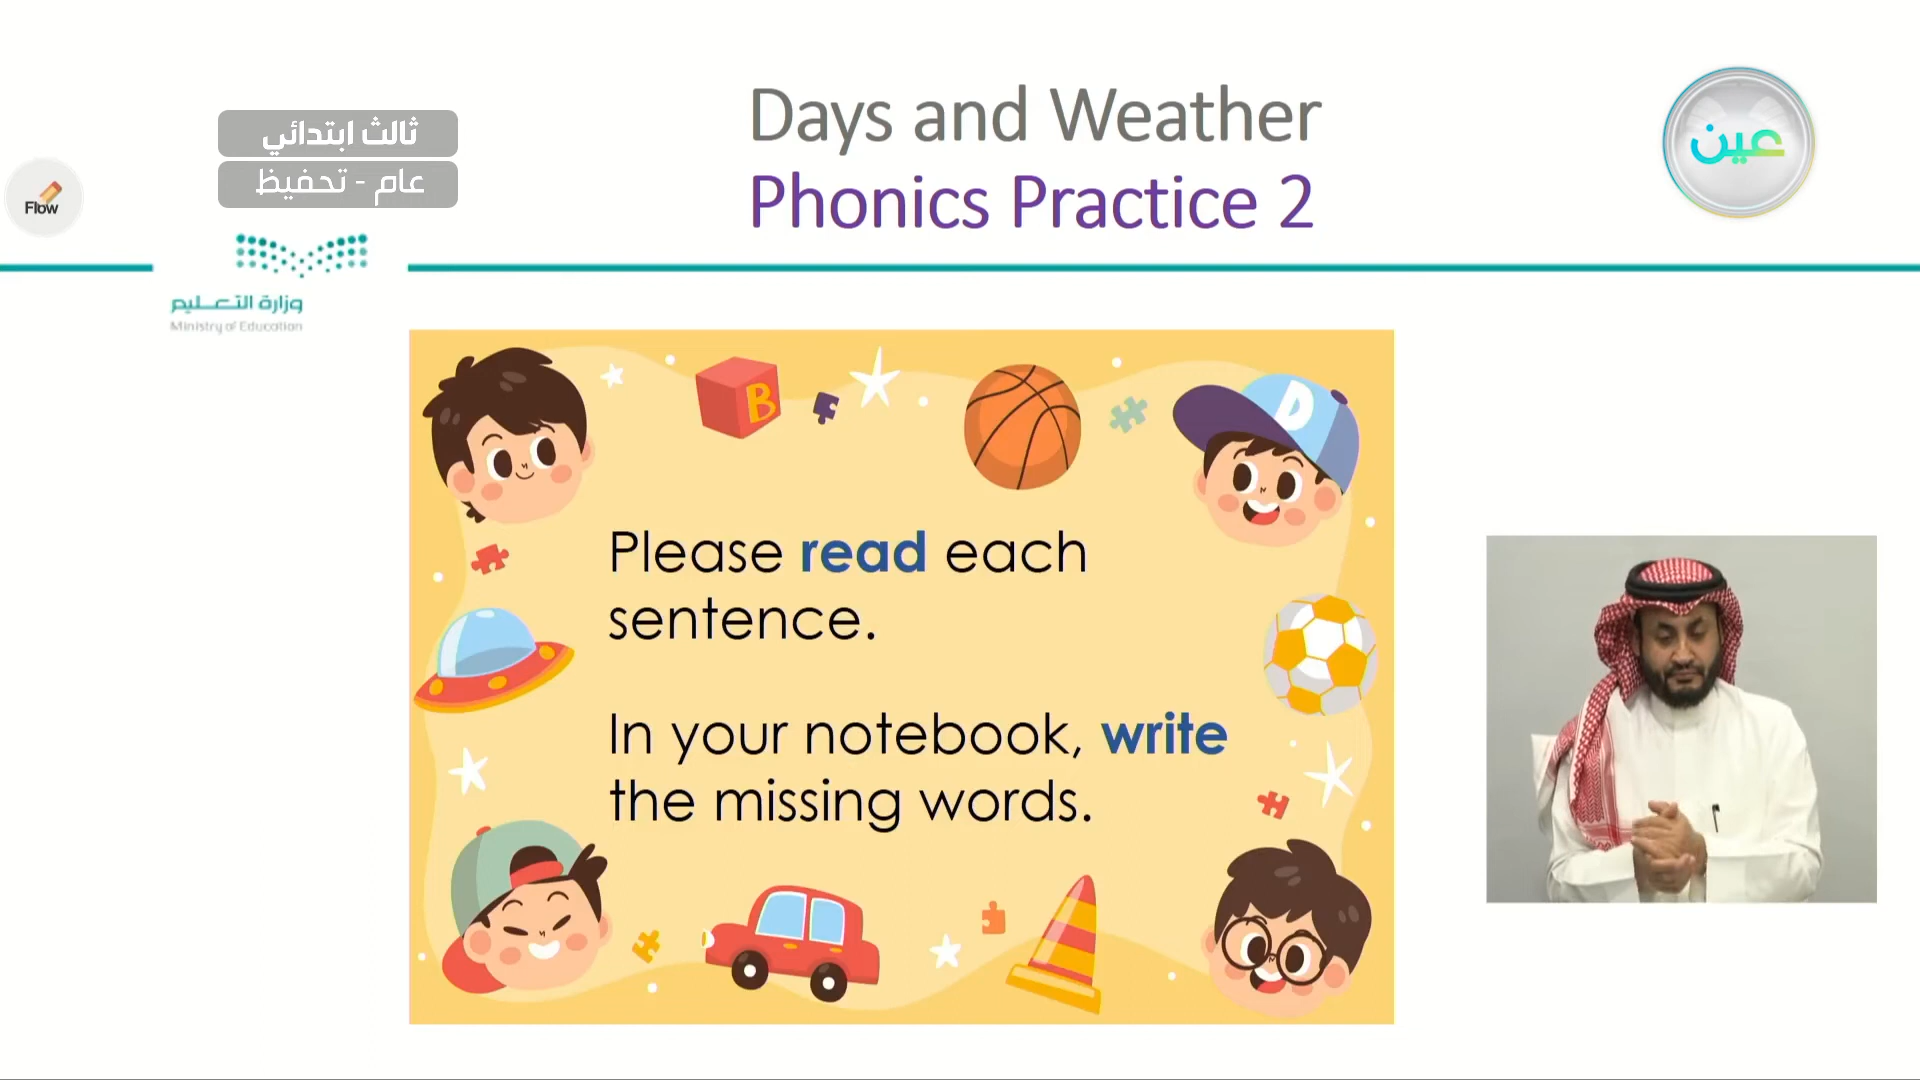 ثالث ابتدائي
عام - تحفيظ
Days and Weather
Phonics Practice 2
عين
Flow
وزارة التعليم
Ministry of Education
B
D
Please read each
sentence.
In your notebook, write
the missing words.